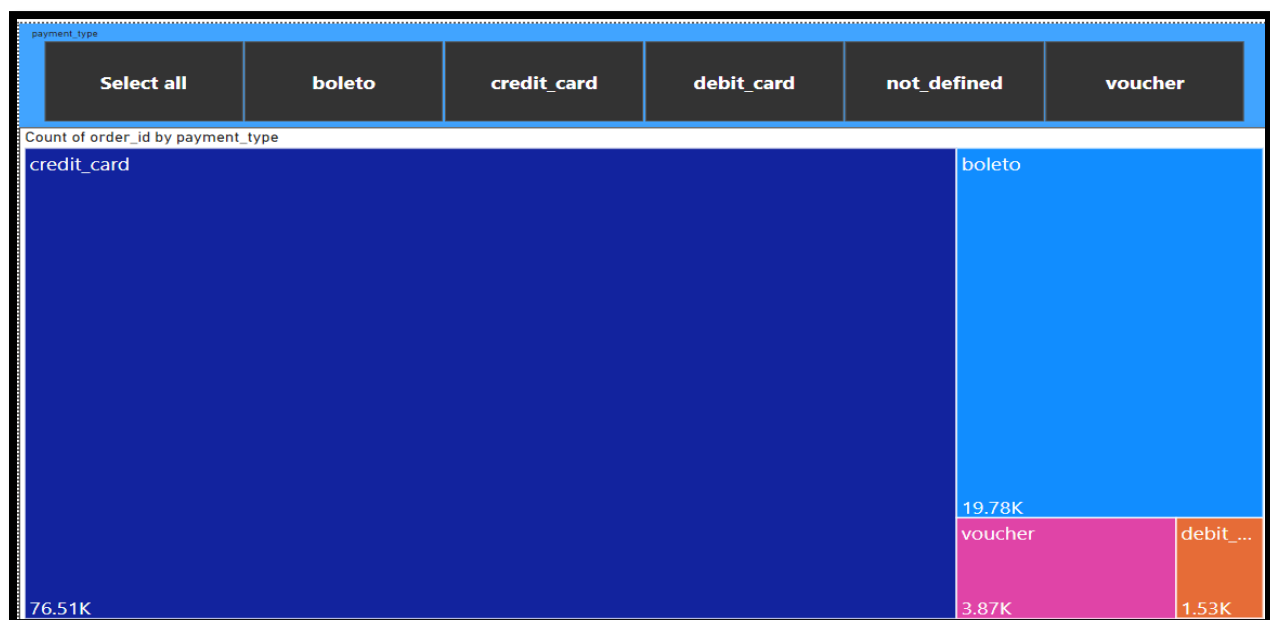 payment_type
Select all boleto credit_card debit_card not_defined voucher
Count of order_id by payment_type
credit_card
boleto
19.78K
voucher
debit_...
76.51K
3.87K
1.53K